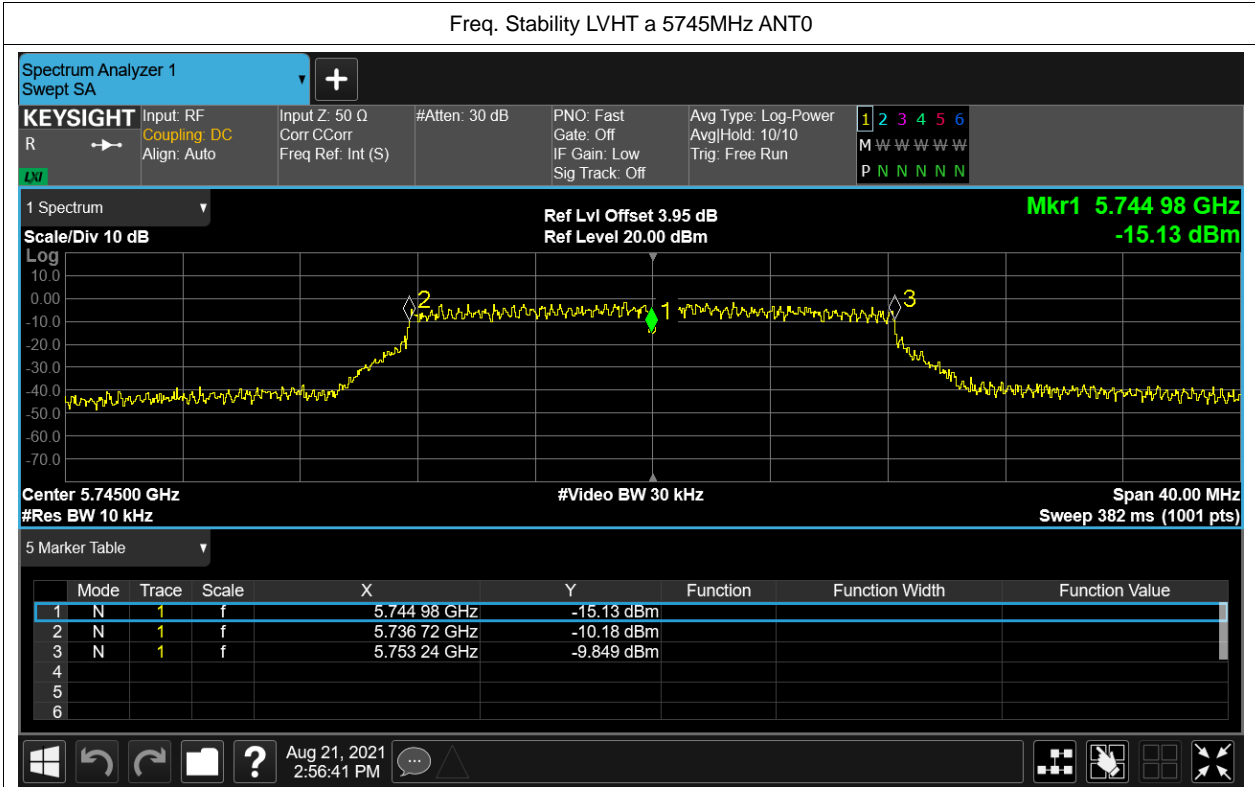 Freq. Stability LVHT a 5745MHz ANT0
Spectrum Analyzer 1
Swept SA
KEYSIGHT
R
LXI
Input: RF
Coupling: DC
Align: Auto
Input Z: 50 Ω
Corr CCorr
Freq Ref: Int (S)
#Atten: 30 dB
PNO: Fast
Gate: Off
IF Gain: Low
Sig Track: Off
Avg Type: Log-Power
Avg|Hold: 10/10
Trig: Free Run
1 2 3 4 5 6
M W W W W W
P N N N N N
1 Spectrum
Scale/Div 10 dB
Ref Lvl Offset 3.95 dB
Ref Level 20.00 dBm
Mkr1 5.744 98 GHz
-15.13 dBm
Log
10.0
0.00
-10.0
-20.0
-30.0
-40.0
-50.0
-60.0
-70.0
2
1
3
Center 5.74500 GHz
#Video BW 30 kHz
Span 40.00 MHz
#Res BW 10 kHz
Sweep 382 ms (1001 pts)
5 Marker Table
Mode Trace Scale X Y Function Function Width Function Value
1 N 1 f 5.744 98 GHz -15.13 dBm
2 N 1 f 5.736 72 GHz -10.18 dBm
3 N 1 f 5.753 24 GHz -9.849 dBm
4
5
6
?
Aug 21, 2021
2:56:41 PM